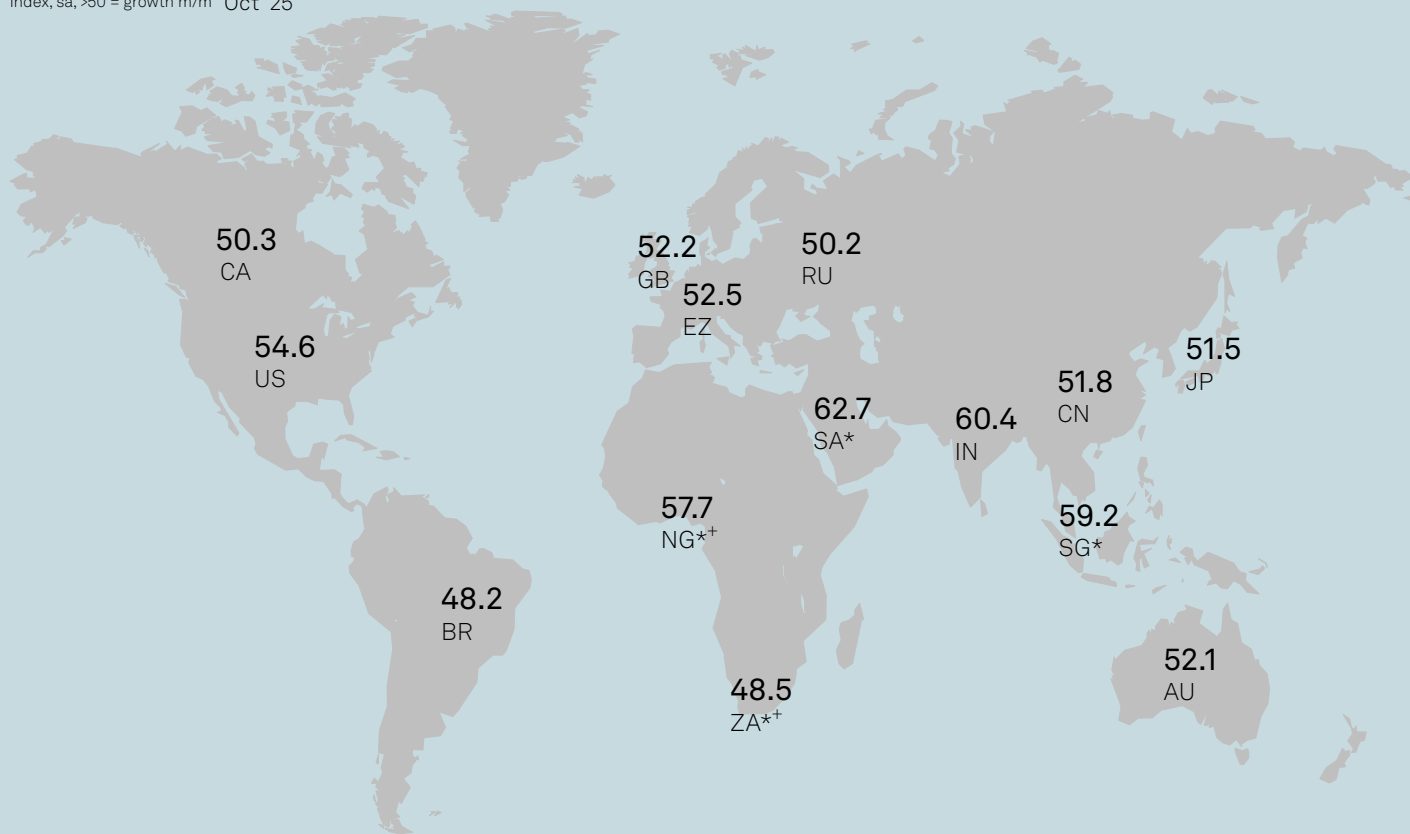 Index, sa, >50 = growth m/m Oct '25
50.3
CA
54.6
US
52.2
GB
52.5
EZ
50.2
RU
51.5
JP
51.8
CN
62.7
SA*
60.4
IN
57.7
NG*⁺
59.2
SG*
48.2
BR
48.5
ZA*⁺
52.1
AU